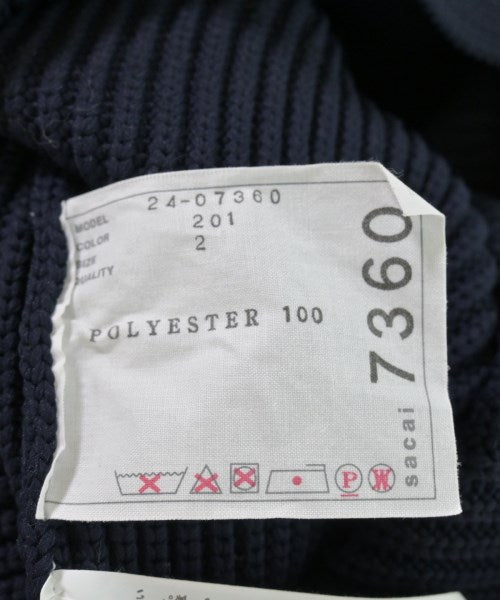 MODEL 24-07360
COLOR 201
SIZE 2
QUALITY
POLYESTER 100
sacai 7360
P W